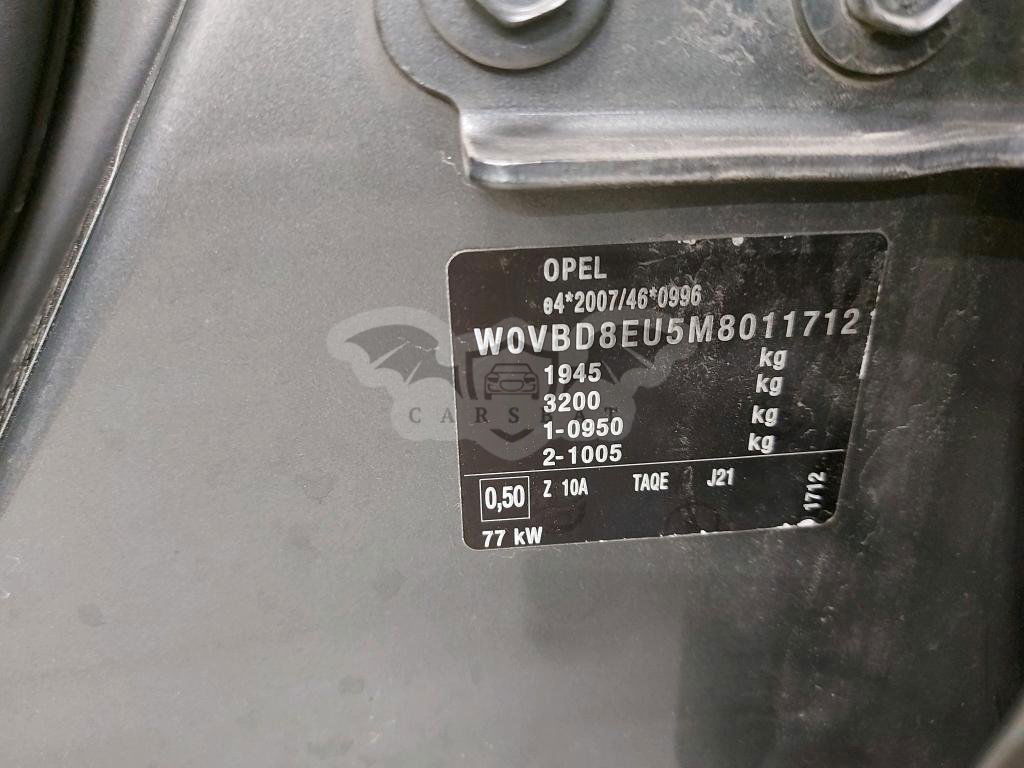 OPEL
e4*2007/46*0996
W0VBD8EU5M8011712
1945 kg
3200 kg
1-0950 kg
2-1005 kg
0,50 Z 10A TAQE J21 1712
77 kW
CARSBAT